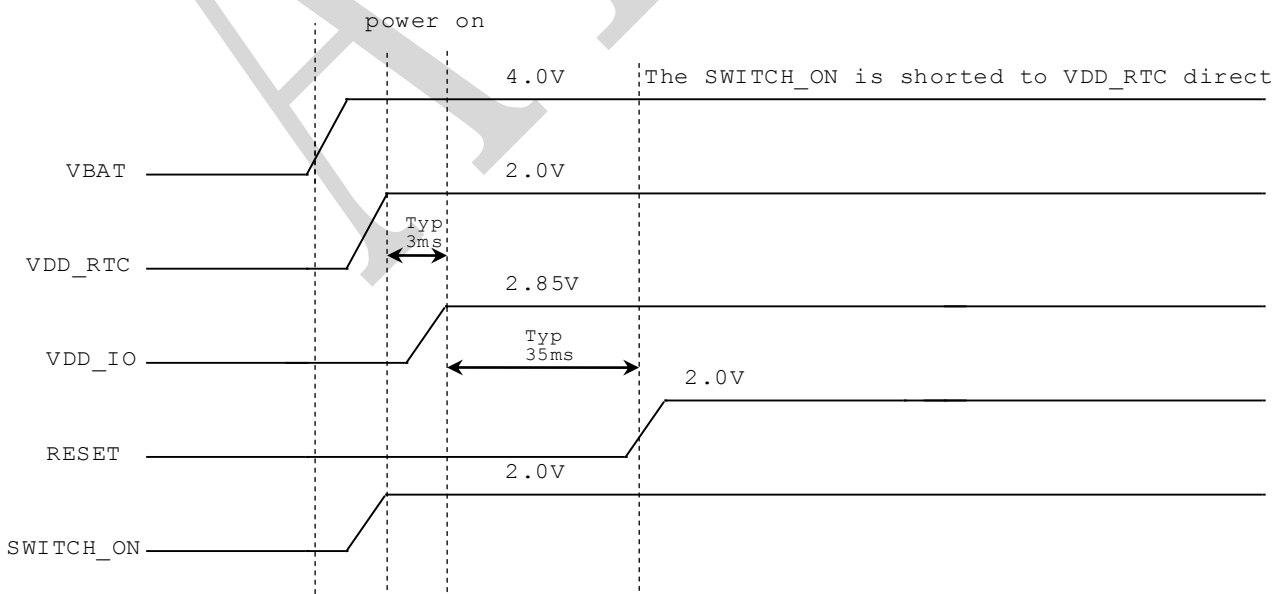 power on
4.0V
The SWITCH_ON is shorted to VDD_RTC direct
VBAT
2.0V
Typ
3ms
VDD_RTC
2.85V
Typ
35ms
VDD_IO
2.0V
RESET
2.0V
SWITCH_ON